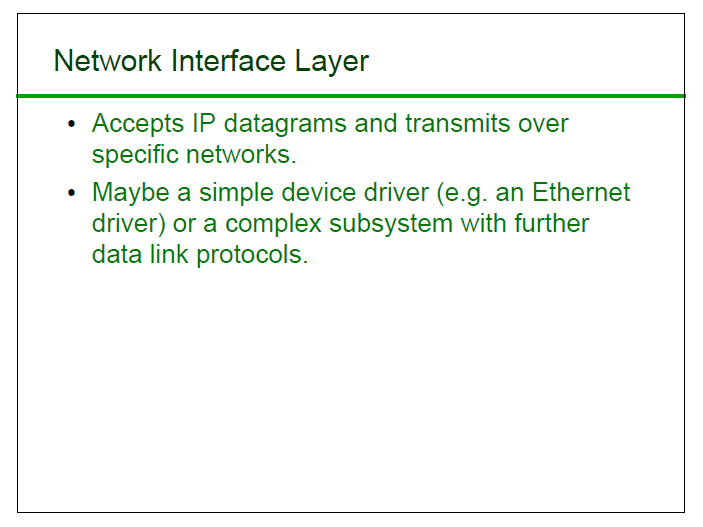 Network Interface Layer
• Accepts IP datagrams and transmits over
specific networks.
• Maybe a simple device driver (e.g. an Ethernet
driver) or a complex subsystem with further
data link protocols.